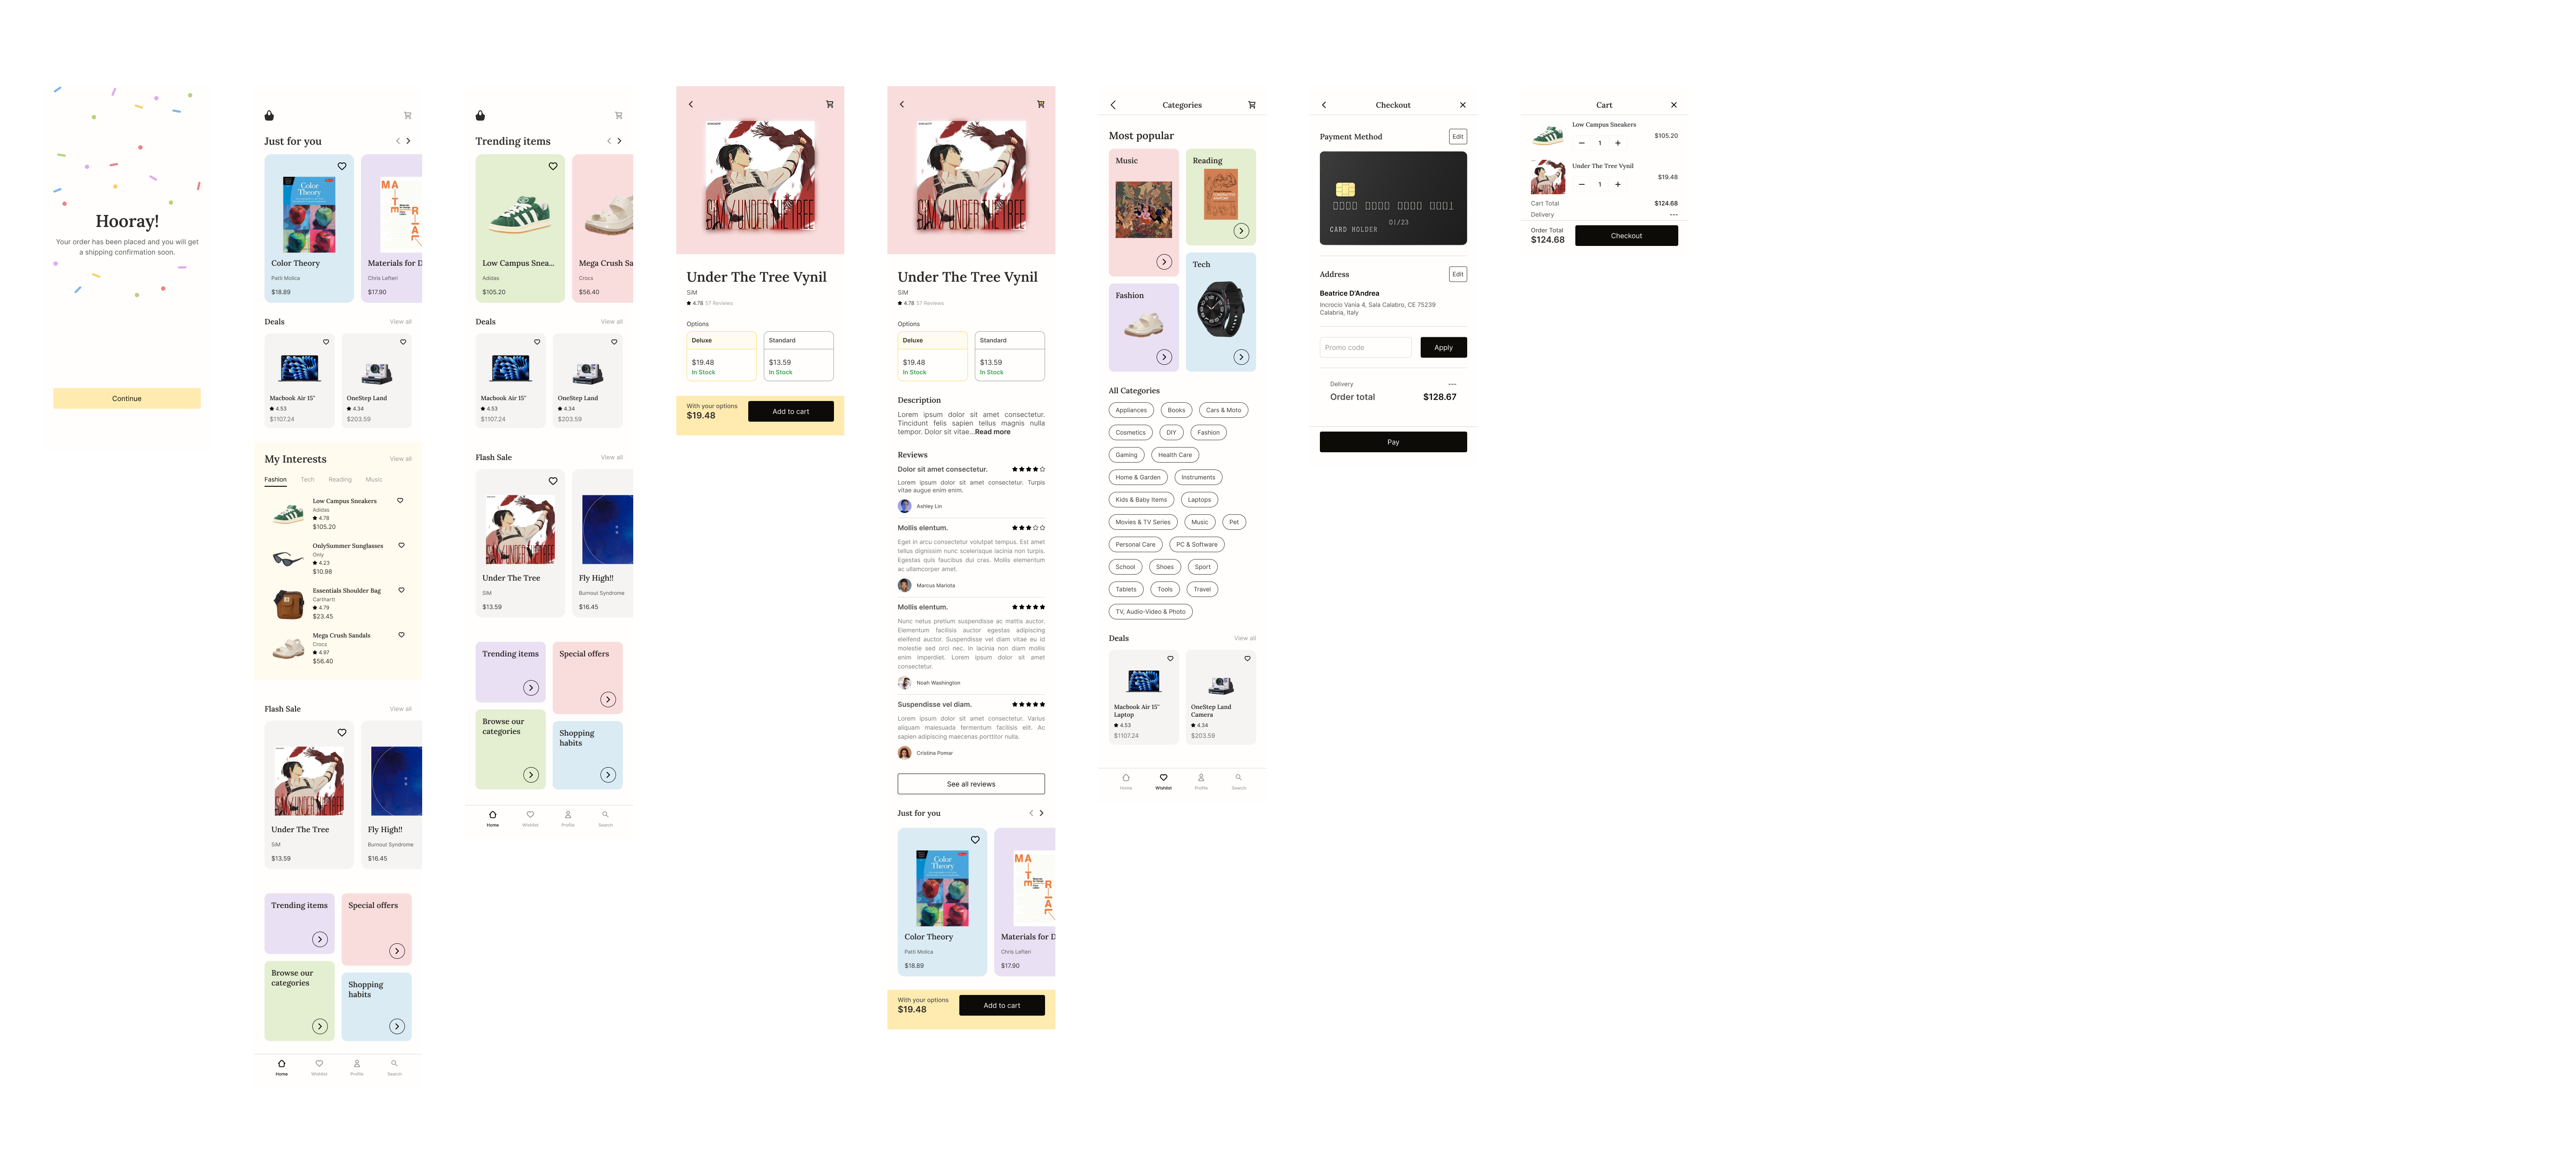 Hooray!
Your order has been placed and you will get
a shipping confirmation soon.
Continue
Just for you
Color Theory
Color Theory
Patti Molica
$18.89
MA
T
E
R
I
A
Materials for D
Chris Lefteri
$17.90
Deals
View all
Macbook Air 15"
4.53
$1107.24
OneStep Land
4.34
$203.59
My Interests
View all
Fashion
Tech
Reading
Music
Low Campus Sneakers
Adidas
4.78
$105.20
OnlySummer Sunglasses
Only
4.23
$10.98
Essentials Shoulder Bag
Carthartt
4.79
$23.45
Mega Crush Sandals
Crocs
4.97
$56.40
Flash Sale
View all
SiM/UNDER THE TREE
Under The Tree
SiM
$13.59
Fly High!!
Burnout Syndrome
$16.45
Trending items
Special offers
Browse our
categories
Shopping
habits
Home
Wishlist
Profile
Search
Trending items
Low Campus Snea...
Adidas
$105.20
Mega Crush Sa
Crocs
$56.40
Deals
View all
Macbook Air 15"
4.53
$1107.24
OneStep Land
4.34
$203.59
Flash Sale
View all
SiM/UNDER THE TREE
Under The Tree
SiM
$13.59
Fly High!!
Burnout Syndrome
$16.45
Trending items
Special offers
Browse our
categories
Shopping
habits
Home
Wishlist
Profile
Search
SiM/UNDER THE TREE
Under The Tree Vynil
SiM
4.78 57 Reviews
Options
Deluxe
$19.48
In Stock
Standard
$13.59
In Stock
With your options
$19.48
Add to cart
SiM/UNDER THE TREE
Under The Tree Vynil
SiM
4.78 57 Reviews
Options
Deluxe
$19.48
In Stock
Standard
$13.59
In Stock
Description
Lorem ipsum dolor sit amet consectetur.
Tincidunt felis sapien tellus magnis nulla
tempor. Dolor sit vitae...Read more
Reviews
Dolor sit amet consectetur.
Lorem ipsum dolor sit amet consectetur. Turpis
vitae augue enim enim.
Ashley Lin
Mollis elentum.
Eget in arcu consectetur volutpat tempus. Est amet
tellus dignissim nunc scelerisque lacinia non turpis.
Egestas quis faucibus dui cras. Mollis elementum
ac ullamcorper amet.
Marcus Mariota
Mollis elentum.
Nunc netus pretium suspendisse ac mattis auctor.
Elementum facilisis auctor egestas adipiscing
eleifend auctor. Suspendisse vel diam vitae eu id
molestie sed orci nec. In lacinia non diam mollis
enim imperdiet. Lorem ipsum dolor sit amet
consectetur.
Noah Washington
Suspendisse vel diam.
Lorem ipsum dolor sit amet consectetur. Varius
aliquam malesuada fermentum facilisis elit. Ac
sapien adipiscing maecenas porttitor nulla.
Cristina Pomar
See all reviews
Just for you
Color Theory
Color Theory
Patti Molica
$18.89
MA
T
E
R
I
A
Materials for D
Chris Lefteri
$17.90
With your options
$19.48
Add to cart
Categories
Most popular
Music
Reading
Tech
Fashion
All Categories
Appliances
Books
Cars & Moto
Cosmetics
DIY
Fashion
Gaming
Health Care
Home & Garden
Instruments
Kids & Baby Items
Laptops
Movies & TV Series
Music
Pet
Personal Care
PC & Software
School
Shoes
Sport
Tablets
Tools
Travel
TV, Audio-Video & Photo
Deals
View all
Macbook Air 15"
Laptop
4.53
$1107.24
OneStep Land
Camera
4.34
$203.59
Home
Wishlist
Profile
Search
Checkout
Payment Method
Edit
01/23
CARD HOLDER
Address
Edit
Beatrice D'Andrea
Incrocio Vania 4, Sala Calabro, CE 75239
Calabria, Italy
Promo code
Apply
Delivery
---
Order total
$128.67
Pay
Cart
Low Campus Sneakers
1
$105.20
Under The Tree Vynil
1
$19.48
Cart Total
$124.68
Delivery
---
Order Total
$124.68
Checkout